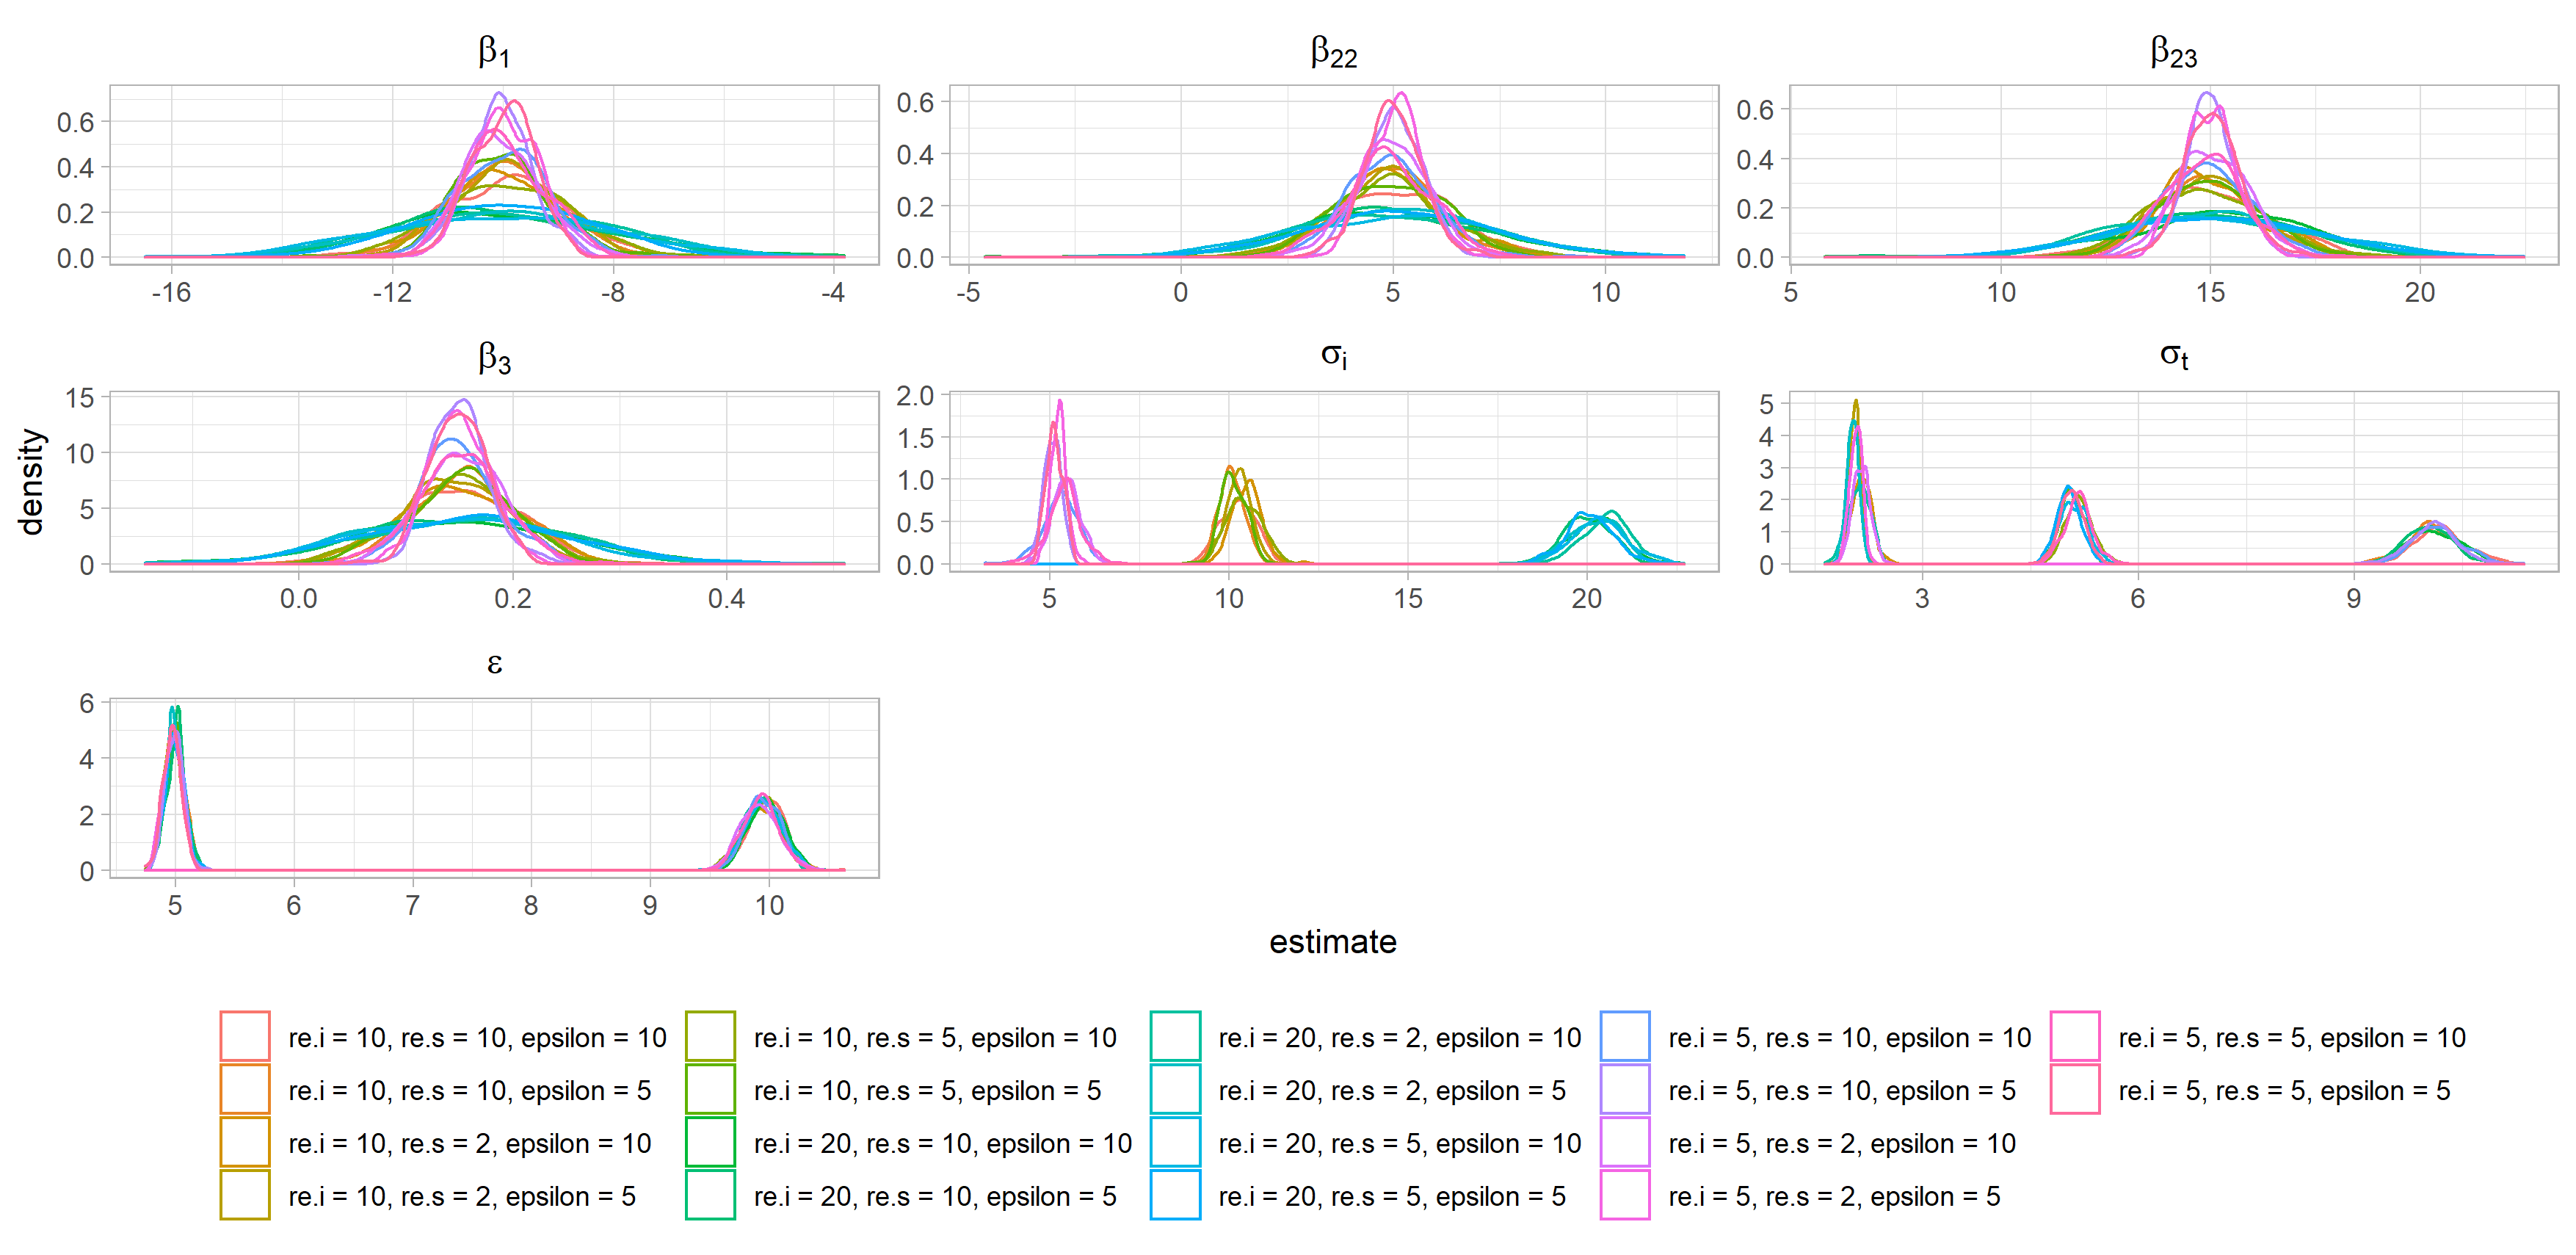 β1 β22 β23
0.6 0.4 0.2 0.0
-16 -12 -8 -4
0.6 0.4 0.2 0.0
-5 0 5 10
0.6 0.4 0.2 0.0
5 10 15 20
β3 σi σt
15 10 5 0
0.0 0.2 0.4
2.0 1.5 1.0 0.5 0.0
5 10 15 20
5 4 3 2 1 0
3 6 9
density
ε
6 4 2 0
5 6 7 8 9 10
estimate
re.i = 10, re.s = 10, epsilon = 10
re.i = 10, re.s = 10, epsilon = 5
re.i = 10, re.s = 2, epsilon = 10
re.i = 10, re.s = 2, epsilon = 5
re.i = 10, re.s = 5, epsilon = 10
re.i = 10, re.s = 5, epsilon = 5
re.i = 20, re.s = 10, epsilon = 10
re.i = 20, re.s = 10, epsilon = 5
re.i = 20, re.s = 2, epsilon = 10
re.i = 20, re.s = 2, epsilon = 5
re.i = 20, re.s = 5, epsilon = 10
re.i = 20, re.s = 5, epsilon = 5
re.i = 5, re.s = 10, epsilon = 10
re.i = 5, re.s = 10, epsilon = 5
re.i = 5, re.s = 2, epsilon = 10
re.i = 5, re.s = 2, epsilon = 5
re.i = 5, re.s = 5, epsilon = 10
re.i = 5, re.s = 5, epsilon = 5